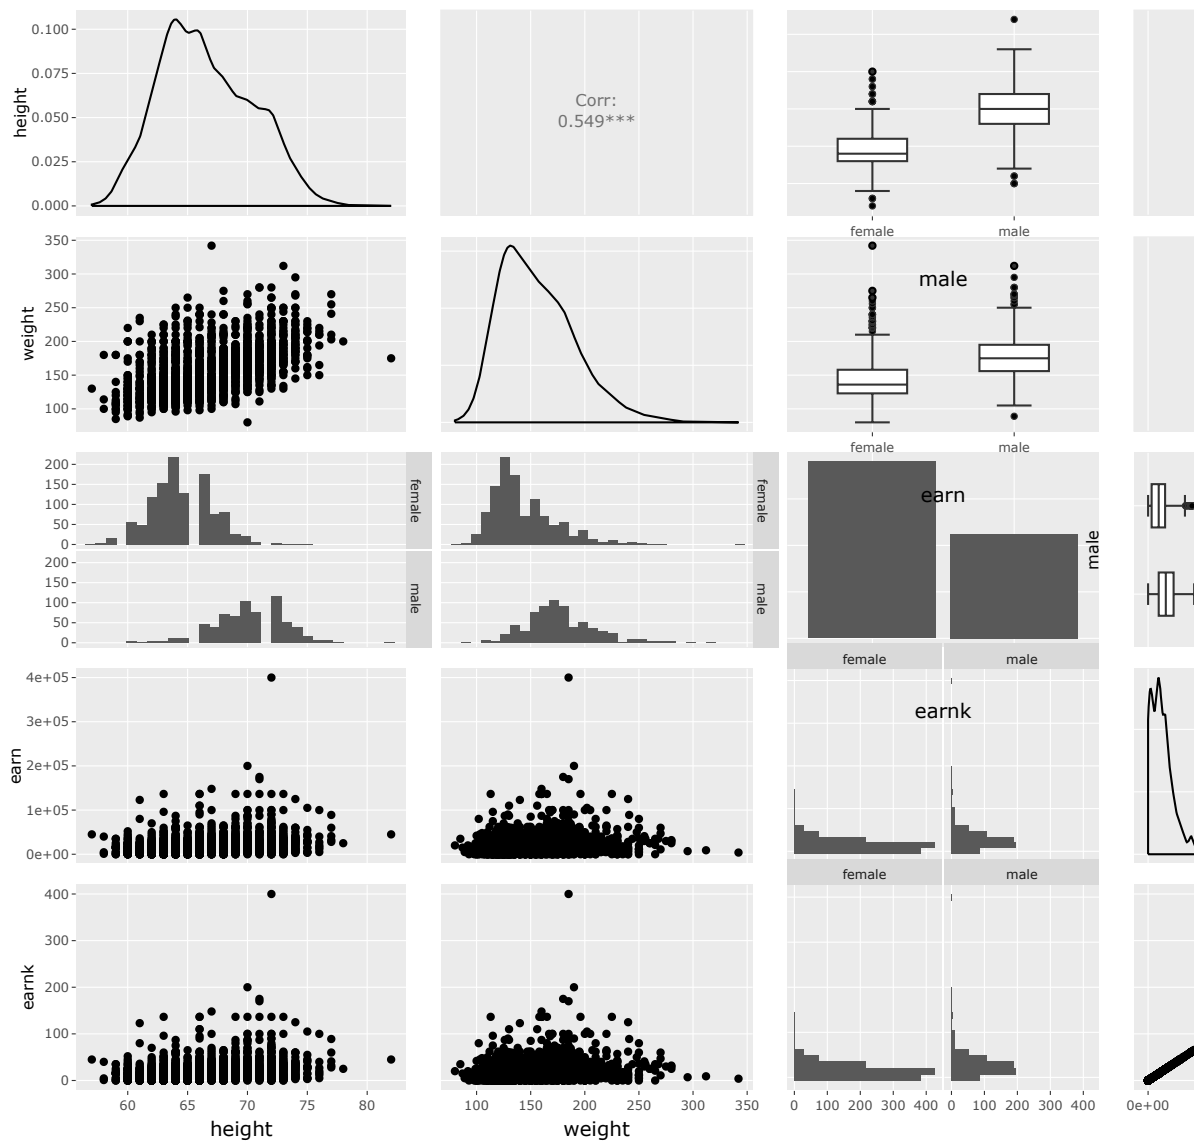 height
0.100
0.075
0.050
0.025
0.000
Corr:
0.549***
female male
weight
350
300
250
200
150
100
male
female male
200
150
100
50
0
200
150
100
50
0
female
male
female
male
earn
male
earn
4e+05
3e+05
2e+05
1e+05
0e+00
female male
earnk
earnk
400
300
200
100
0
female male
60 65 70 75 80
100 150 200 250 300 350
0 100 200 300 400 0 100 200 300 400
0e+00
height
weight